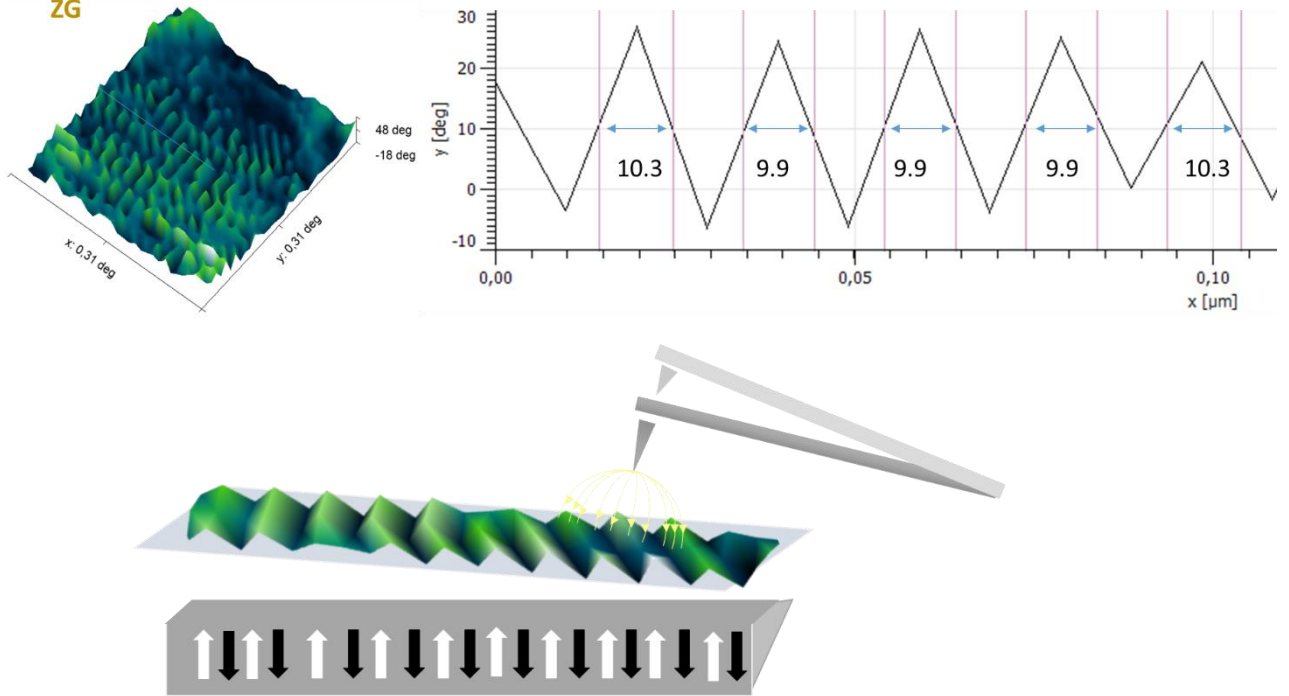 ZG
48 deg
-18 deg
x: 0,31 deg
y: 0,31 deg
y [deg]
30
20
10
0
-10
10.3
9.9
9.9
9.9
10.3
0,00
0,05
0,10
x [µm]